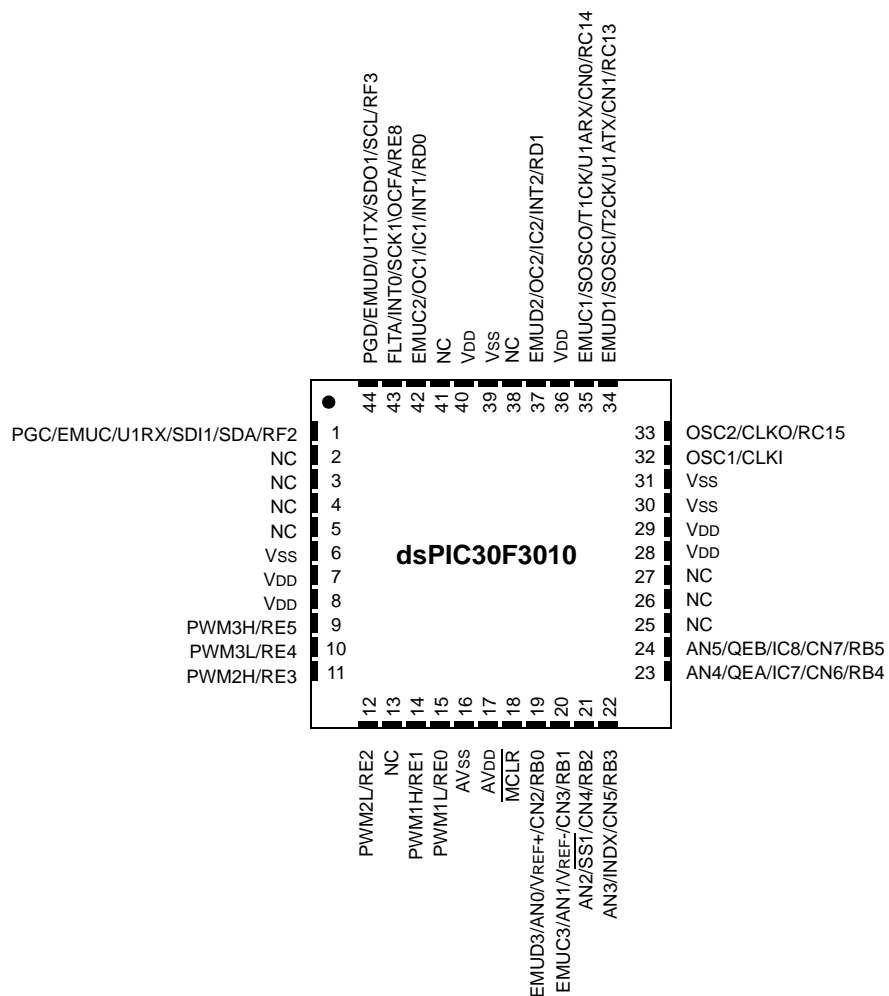 PGD/EMUD/U1TX/SDO1/SCL/RF3
FLTA/INT0/SCK1\OCFA/RE8
EMUC2/OC1/IC1/INT1/RD0
NC
VDD
VSS
NC
EMUD2/OC2/IC2/INT2/RD1
VDD
EMUC1/SOSCO/T1CK/U1ARX/CN0/RC14
EMUD1/SOSCI/T2CK/U1ATX/CN1/RC13
44 43 42 41 40 39 38 37 36 35 34
PGC/EMUC/U1RX/SDI1/SDA/RF2 1
NC 2
NC 3
NC 4
NC 5
VSS 6
VDD 7
VDD 8
PWM3H/RE5 9
PWM3L/RE4 10
PWM2H/RE3 11
dsPIC30F3010
33 OSC2/CLKO/RC15
32 OSC1/CLKI
31 VSS
30 VSS
29 VDD
28 VDD
27 NC
26 NC
25 NC
24 AN5/QEB/IC8/CN7/RB5
23 AN4/QEA/IC7/CN6/RB4
12 13 14 15 16 17 18 19 20 21 22
PWM2L/RE2
NC
PWM1H/RE1
PWM1L/RE0
AVSS
AVDD
MCLR
EMUD3/AN0/VREF+/CN2/RB0
EMUC3/AN1/VREF-/CN3/RB1
AN2/SS1/CN4/RB2
AN3/INDX/CN5/RB3